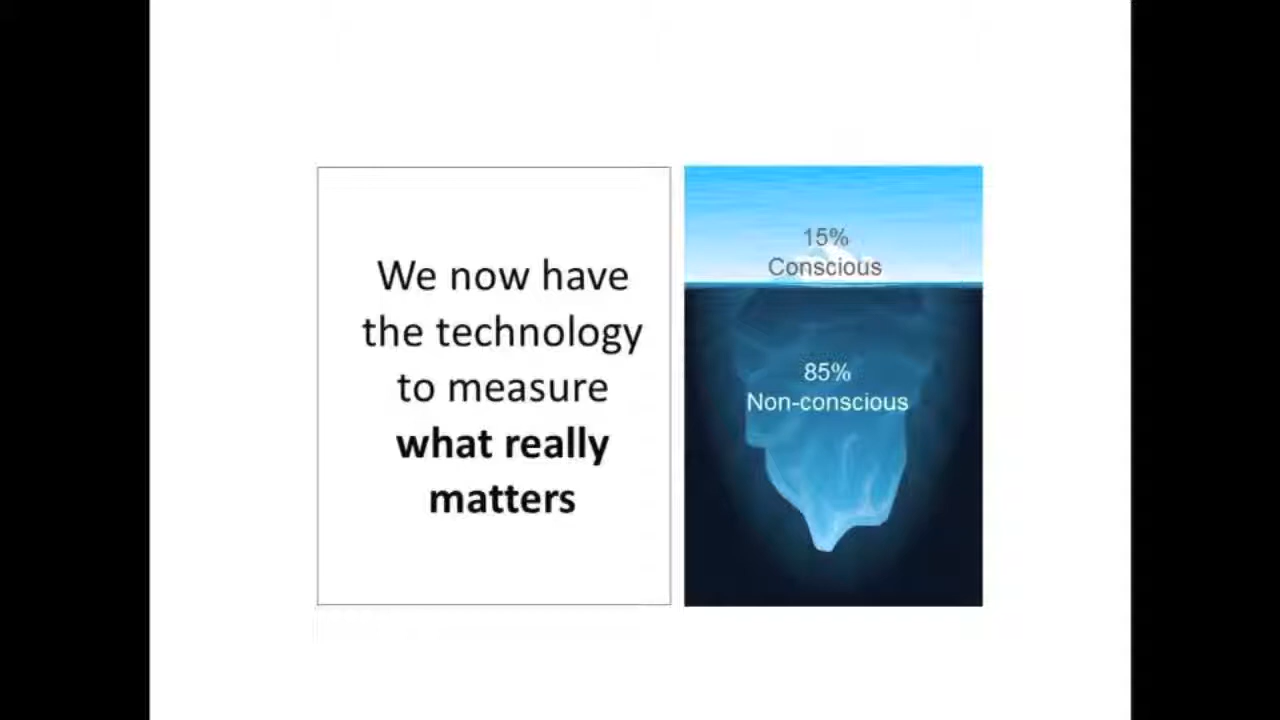 We now have
the technology
to measure
what really
matters
15%
Conscious
85%
Non-conscious